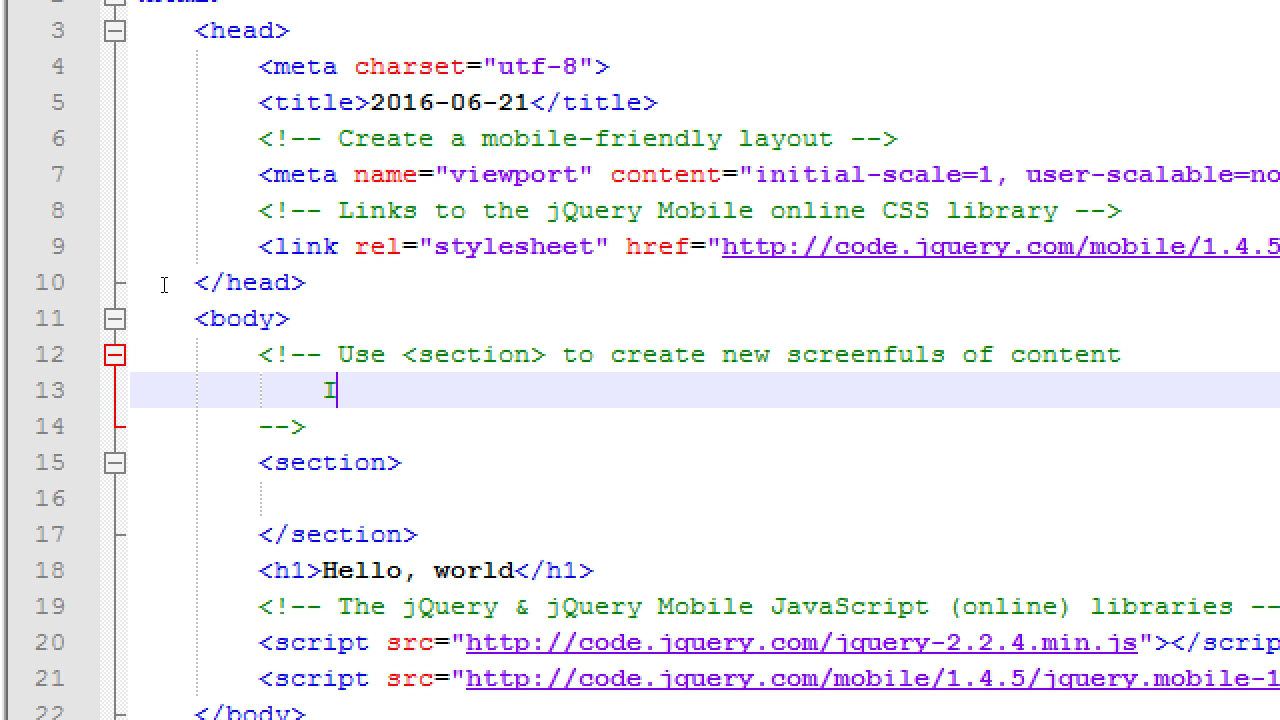 3 <head>
4 <meta charset="utf-8">
5 <title>2016-06-21</title>
6 <!-- Create a mobile-friendly layout -->
7 <meta name="viewport" content="initial-scale=1, user-scalable=no
8 <!-- Links to the jQuery Mobile online CSS library -->
9 <link rel="stylesheet" href="http://code.jquery.com/mobile/1.4.5
10 </head>
11 <body>
12 <!-- Use <section> to create new screenfuls of content
13 I
14 -->
15 <section>
16
17 </section>
18 <h1>Hello, world</h1>
19 <!-- The jQuery & jQuery Mobile JavaScript (online) libraries --
20 <script src="http://code.jquery.com/jquery-2.2.4.min.js"></scrip
21 <script src="http://code.jquery.com/mobile/1.4.5/jquery.mobile-1
22 </body>